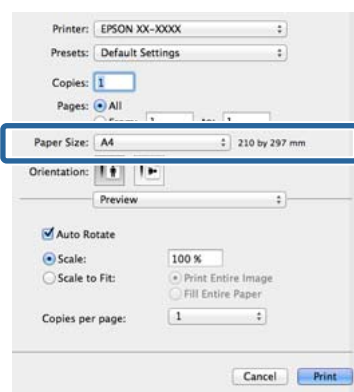 Printer: EPSON XX-XXXX
Presets: Default Settings
Copies: 1
Pages: All
Paper Size: A4 210 by 297 mm
Orientation:
Preview
Auto Rotate
Scale: 100 %
Scale to Fit: Print Entire Image
Fill Entire Paper
Copies per page: 1
Cancel Print